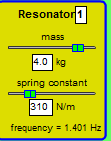 Resonator 1
mass
4.0 kg
spring constant
310 N/m
frequency = 1.401 Hz